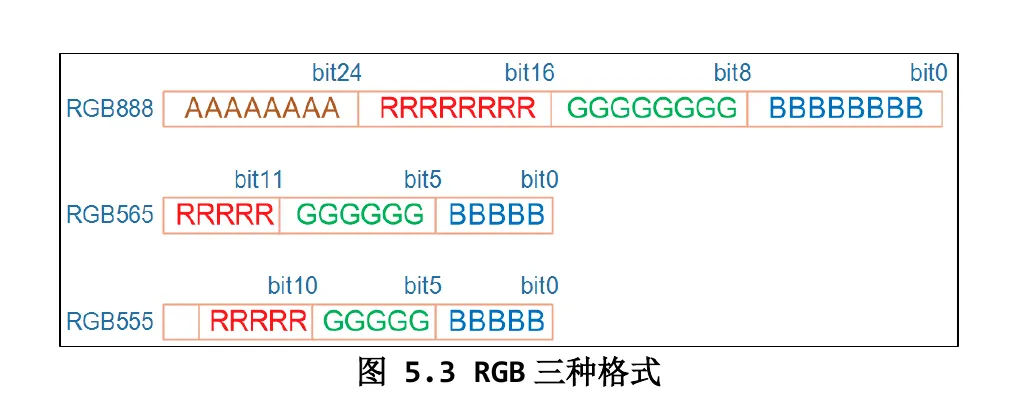 bit24 bit16 bit8 bit0
RGB888 AAAAAAAA RRRRRRRR GGGGGGGG BBBBBBBB
bit11 bit5 bit0
RGB565 RRRRR GGGGGG BBBBB
bit10 bit5 bit0
RGB555 RRRRR GGGGG BBBBB
图 5.3 RGB 三种格式